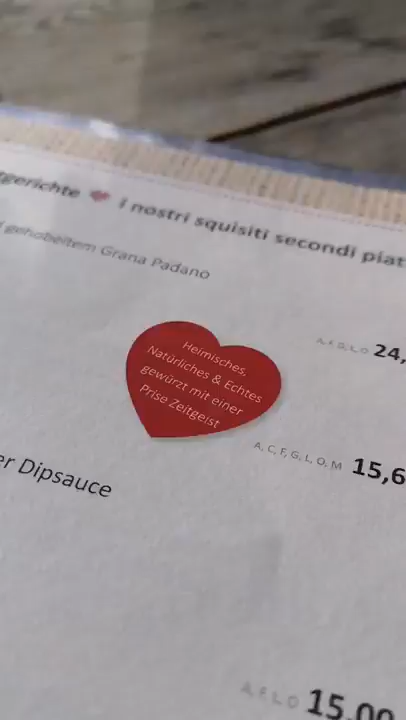 tgerichte ❤ i nostri squisiti secondi piat
gehobeltem Grana Padano
A, F, G, L, O 24,
Heimisches,
Natürliches & Echtes
gewürzt mit einer
Prise Zeitgeist
A, C, F, G, L, O, M 15,6
er Dipsauce
A, F, L, O 15,00